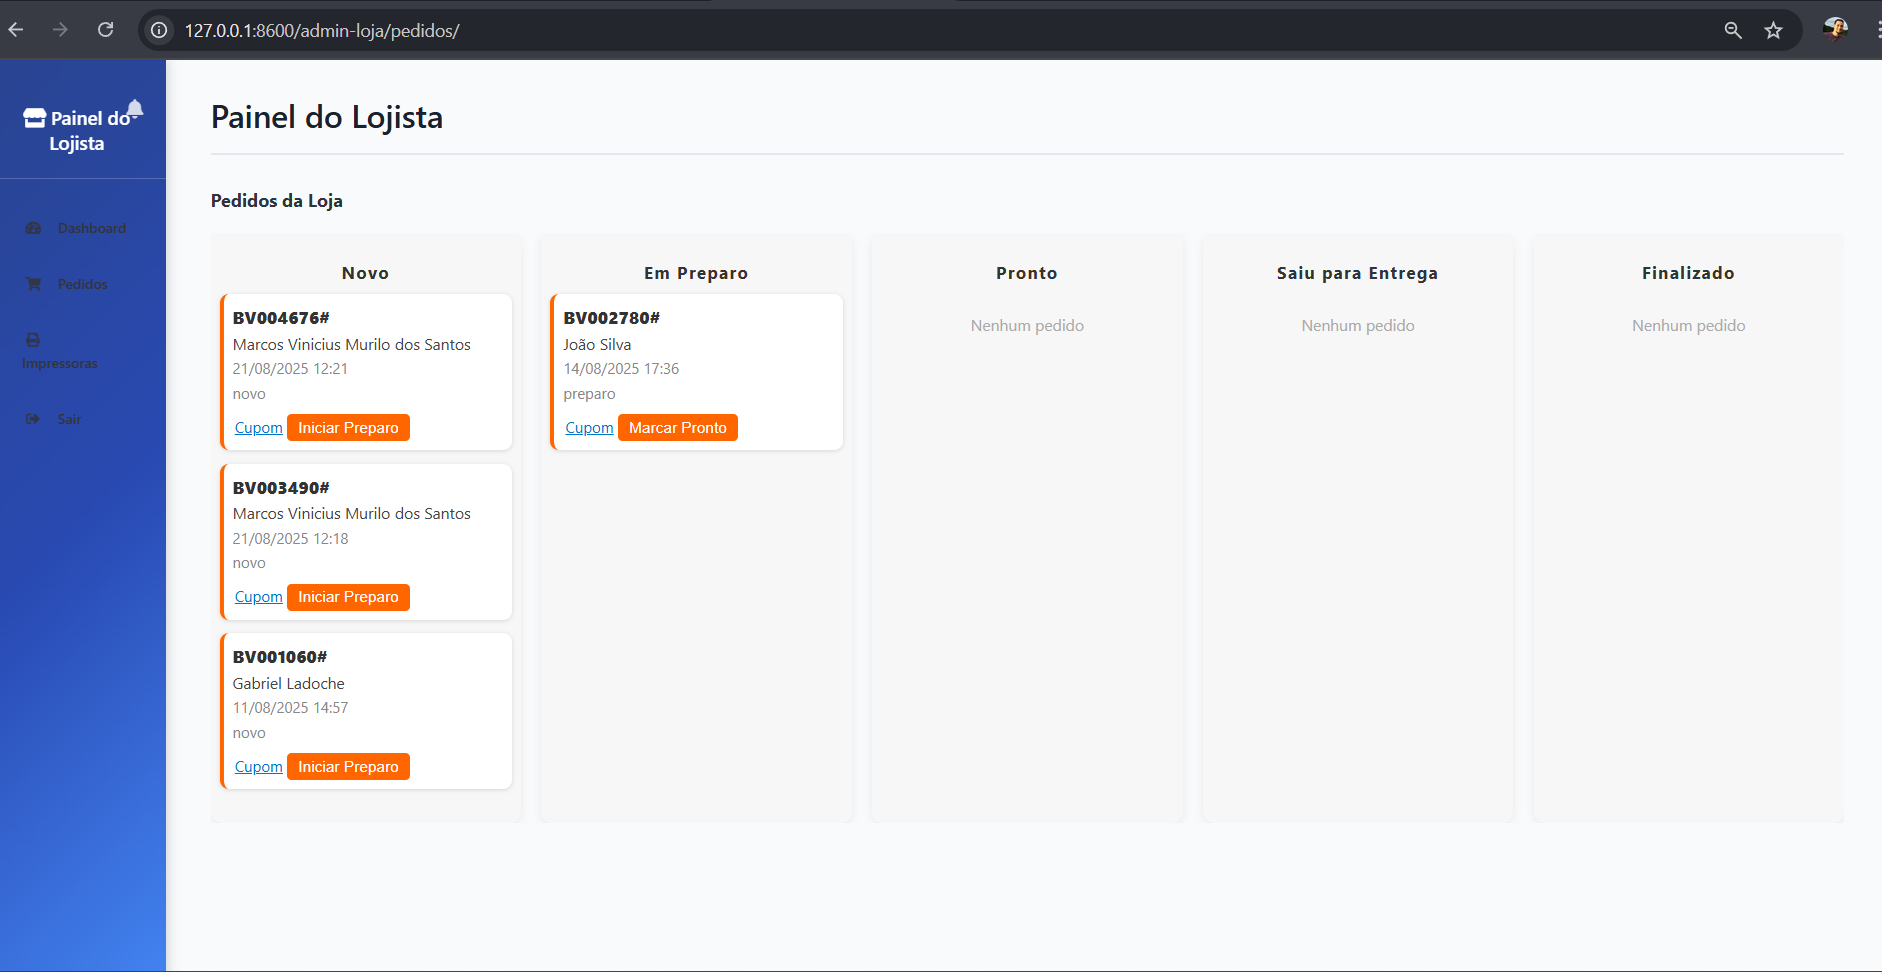 127.0.0.1:8600/admin-loja/pedidos/
Painel do
Lojista
Dashboard
Pedidos
Impressoras
Sair
Painel do Lojista
Pedidos da Loja
Novo
BV004676#
Marcos Vinicius Murilo dos Santos
21/08/2025 12:21
novo
Cupom Iniciar Preparo
BV003490#
Marcos Vinicius Murilo dos Santos
21/08/2025 12:18
novo
Cupom Iniciar Preparo
BV001060#
Gabriel Ladoche
11/08/2025 14:57
novo
Cupom Iniciar Preparo
Em Preparo
BV002780#
João Silva
14/08/2025 17:36
preparo
Cupom Marcar Pronto
Pronto
Nenhum pedido
Saiu para Entrega
Nenhum pedido
Finalizado
Nenhum pedido